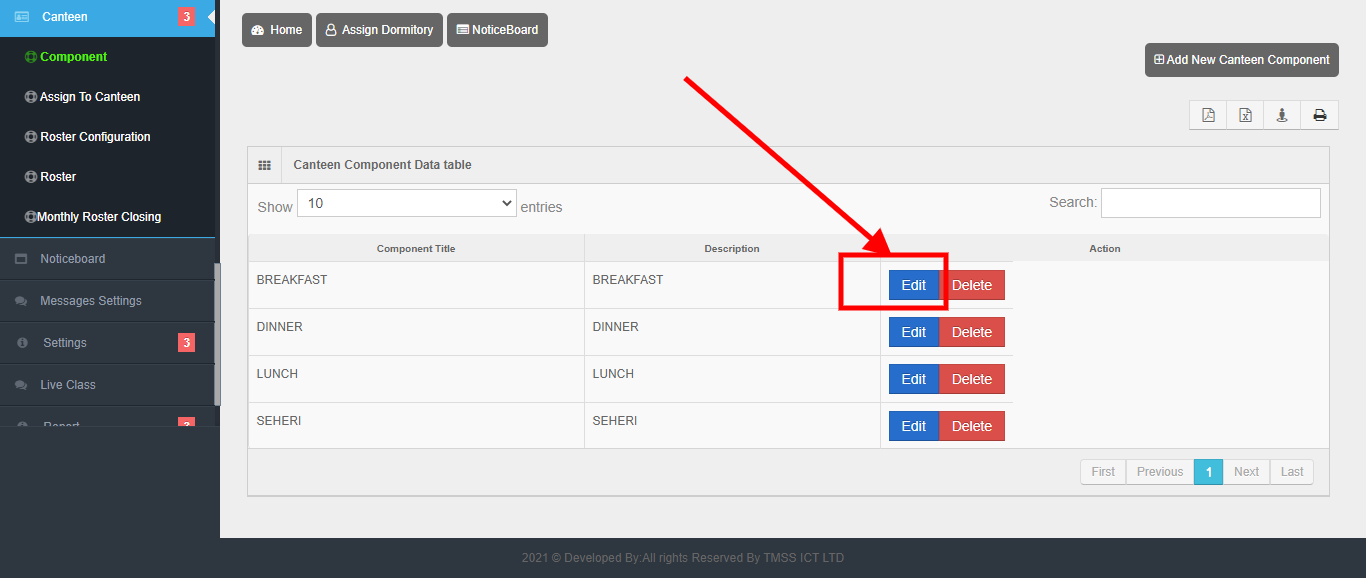 Canteen 3
Component
Assign To Canteen
Roster Configuration
Roster
Monthly Roster Closing
Noticeboard
Messages Settings
Settings 3
Live Class
Report 3
Home Assign Dormitory NoticeBoard
Add New Canteen Component
Canteen Component Data table
Show 10 entries Search:
Component Title Description Action
BREAKFAST BREAKFAST Edit Delete
DINNER DINNER Edit Delete
LUNCH LUNCH Edit Delete
SEHERI SEHERI Edit Delete
First Previous 1 Next Last
2021 © Developed By:All rights Reserved By TMSS ICT LTD